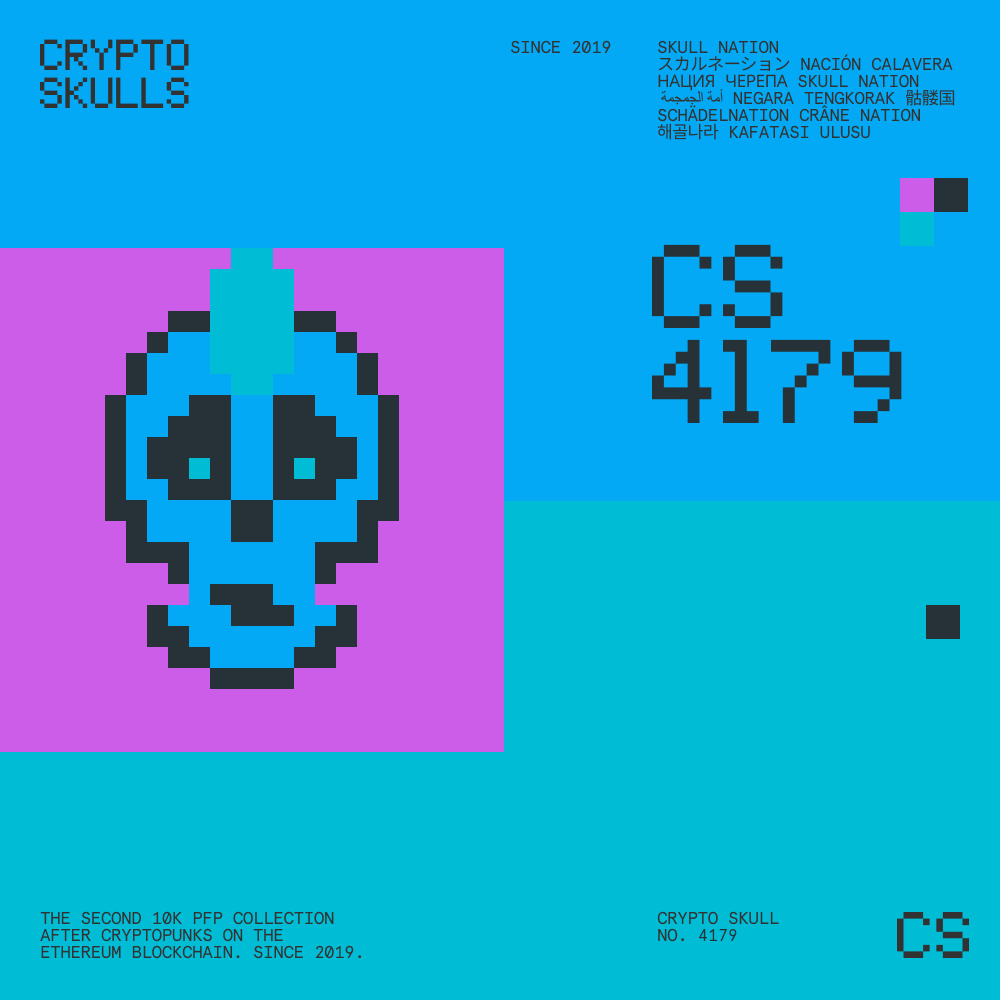 CRYPTO
SKULLS
SINCE 2019
SKULL NATION
スカルネーション NACIÓN CALAVERA
НАЦИЯ ЧЕРЕПА SKULL NATION
أمة الجمجمة NEGARA TENGKORAK 骷髅国
SCHÄDELNATION CRÂNE NATION
해골나라 KAFATASI ULUSU
CS
4179
THE SECOND 10K PFP COLLECTION
AFTER CRYPTOPUNKS ON THE
ETHEREUM BLOCKCHAIN. SINCE 2019.
CRYPTO SKULL
NO. 4179
CS